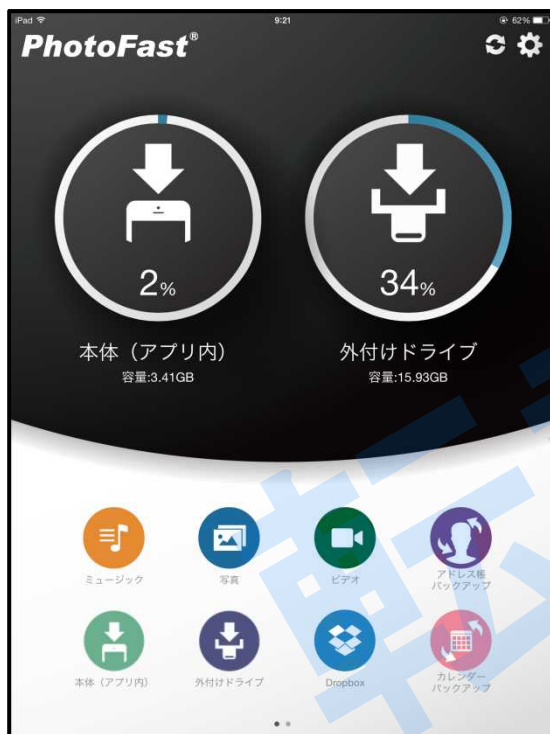 iPad 9:21 62%
PhotoFast®
2% 34%
本体（アプリ内） 外付けドライブ
容量:3.41GB 容量:15.93GB
ミュージック 写真 ビデオ アドレス帳
バックアップ
本体（アプリ内） 外付けドライブ Dropbox カレンダー
バックアップ
転